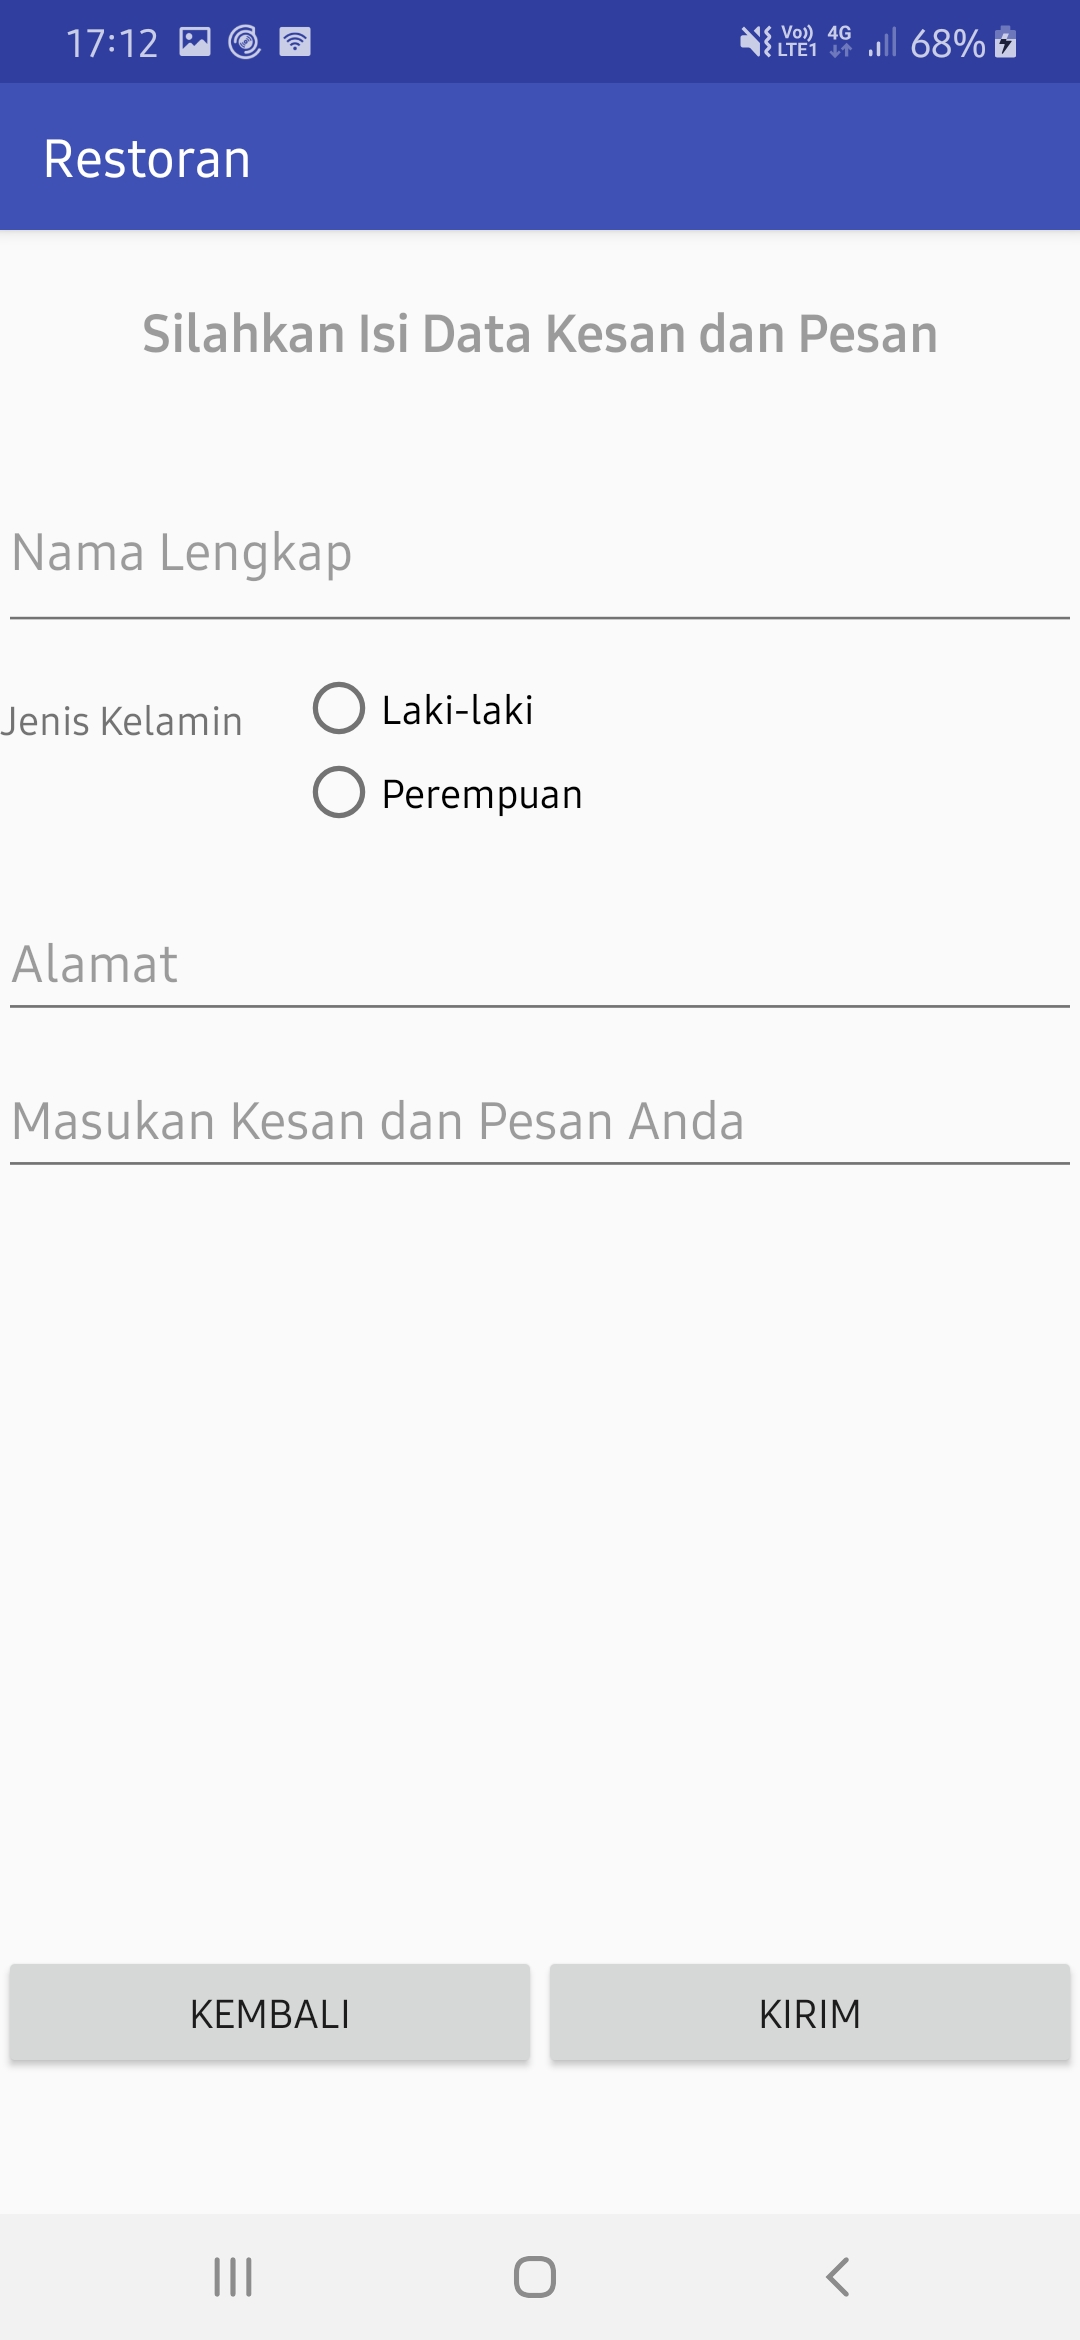 17:12 Vo)) LTE1 4G 68%
Restoran
Silahkan Isi Data Kesan dan Pesan
Nama Lengkap
Jenis Kelamin
Laki-laki
Perempuan
Alamat
Masukan Kesan dan Pesan Anda
KEMBALI KIRIM